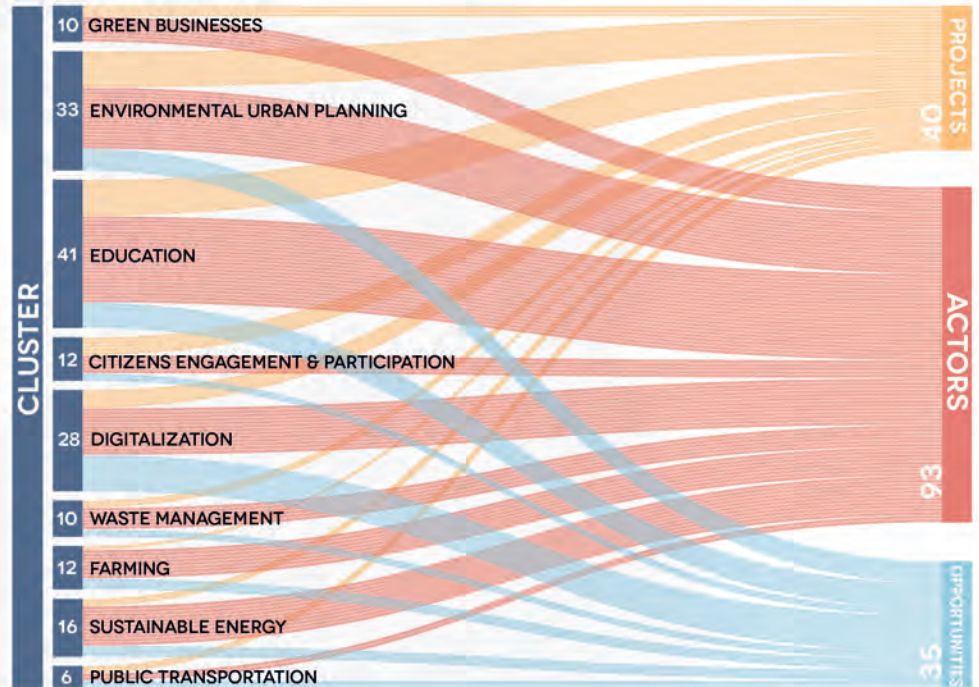 CLUSTER
10 GREEN BUSINESSES
33 ENVIRONMENTAL URBAN PLANNING
41 EDUCATION
12 CITIZENS ENGAGEMENT & PARTICIPATION
28 DIGITALIZATION
10 WASTE MANAGEMENT
12 FARMING
16 SUSTAINABLE ENERGY
6 PUBLIC TRANSPORTATION
PROJECTS
40
ACTORS
93
OPPORTUNITIES
35